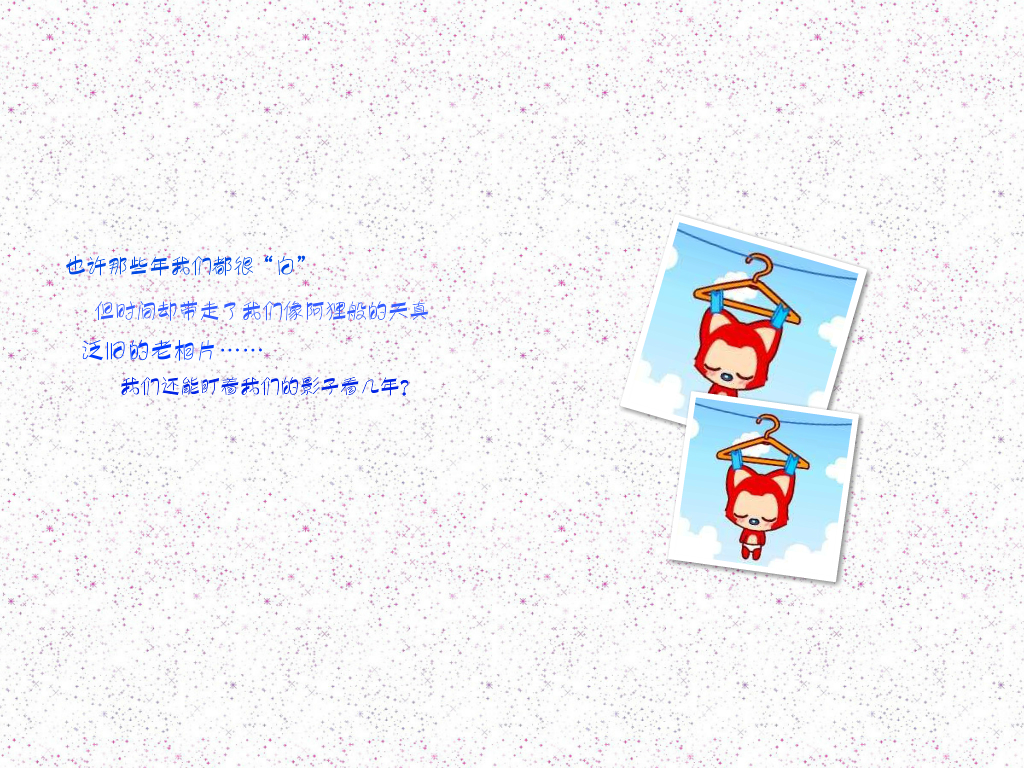 也许那些年我们都很“白”
但时间却带走了我们像阿狸般的天真
泛旧的老相片……
我们还能盯着我们的影子看几年?